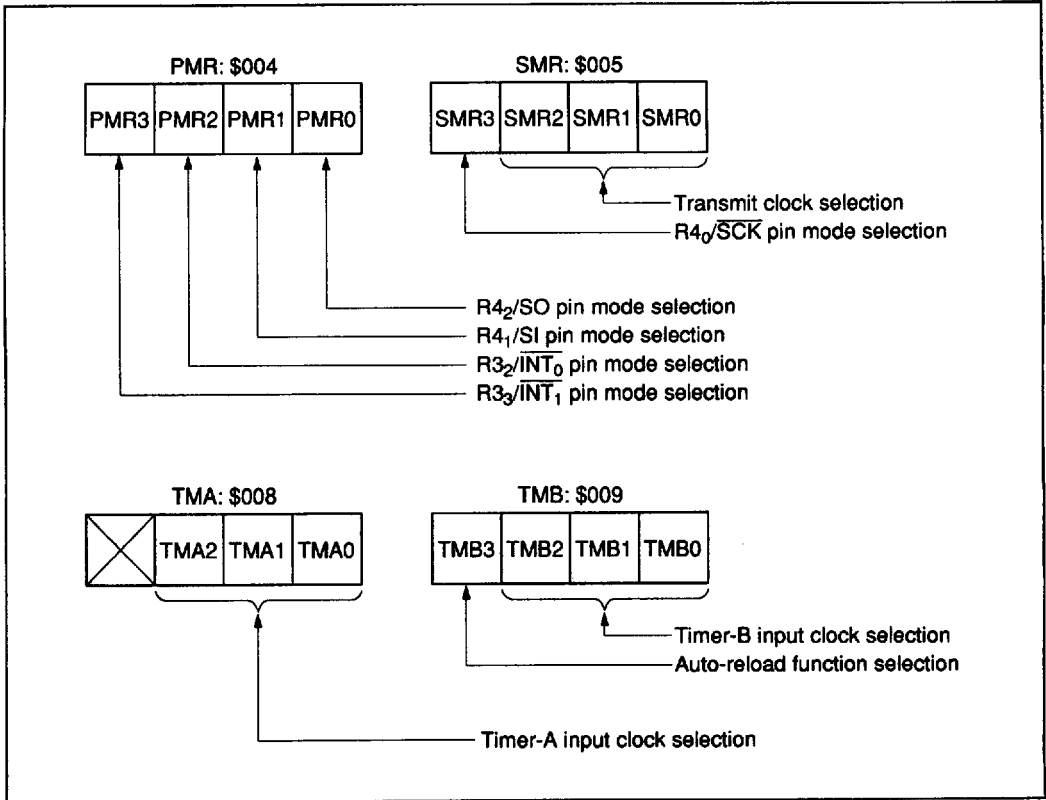 PMR: $004
PMR3 PMR2 PMR1 PMR0
R4₂/SO pin mode selection
R4₁/SI pin mode selection
R3₂/I̅N̅T̅₀ pin mode selection
R3₃/I̅N̅T̅₁ pin mode selection
SMR: $005
SMR3 SMR2 SMR1 SMR0
Transmit clock selection
R4₀/S̅C̅K̅ pin mode selection
TMA: $008
TMA2 TMA1 TMA0
Timer-A input clock selection
TMB: $009
TMB3 TMB2 TMB1 TMB0
Timer-B input clock selection
Auto-reload function selection